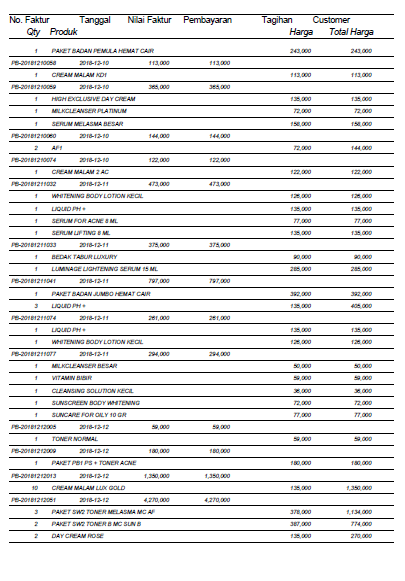 No. Faktur Tanggal Nilai Faktur Pembayaran Tagihan Customer
Qty Produk Harga Total Harga
1 PAKET BADAN PEMULA HEMAT CAIR 243,000 243,000
PB-20181210058 2018-12-10 113,000 113,000
1 CREAM MALAM KD1 113,000 113,000
PB-20181210059 2018-12-10 365,000 365,000
1 HIGH EXCLUSIVE DAY CREAM 135,000 135,000
1 MILKCLEANSER PLATINUM 72,000 72,000
1 SERUM MELASMA BESAR 158,000 158,000
PB-20181210060 2018-12-10 144,000 144,000
2 AF1 72,000 144,000
PB-20181210074 2018-12-10 122,000 122,000
1 CREAM MALAM 2 AC 122,000 122,000
PB-20181211032 2018-12-11 473,000 473,000
1 WHITENING BODY LOTION KECIL 126,000 126,000
1 LIQUID PH + 135,000 135,000
1 SERUM FOR ACNE 8 ML 77,000 77,000
1 SERUM LIFTING 8 ML 135,000 135,000
PB-20181211033 2018-12-11 375,000 375,000
1 BEDAK TABUR LUXURY 90,000 90,000
1 LUMINAGE LIGHTENING SERUM 15 ML 285,000 285,000
PB-20181211041 2018-12-11 797,000 797,000
1 PAKET BADAN JUMBO HEMAT CAIR 392,000 392,000
3 LIQUID PH + 135,000 405,000
PB-20181211074 2018-12-11 261,000 261,000
1 LIQUID PH + 135,000 135,000
1 WHITENING BODY LOTION KECIL 126,000 126,000
PB-20181211077 2018-12-11 294,000 294,000
1 MILKCLEANSER BESAR 50,000 50,000
1 VITAMIN BIBIR 59,000 59,000
1 CLEANSING SOLUTION KECIL 36,000 36,000
1 SUNSCREEN BODY WHITENING 72,000 72,000
1 SUNCARE FOR OILY 10 GR 77,000 77,000
PB-20181212005 2018-12-12 59,000 59,000
1 TONER NORMAL 59,000 59,000
PB-20181212009 2018-12-12 180,000 180,000
1 PAKET PB1 PS + TONER ACNE 180,000 180,000
PB-20181212013 2018-12-12 1,350,000 1,350,000
10 CREAM MALAM LUX GOLD 135,000 1,350,000
PB-20181212051 2018-12-12 4,270,000 4,270,000
3 PAKET SW2 TONER MELASMA MC AF 378,000 1,134,000
2 PAKET SW2 TONER B MC SUN B 387,000 774,000
2 DAY CREAM ROSE 135,000 270,000